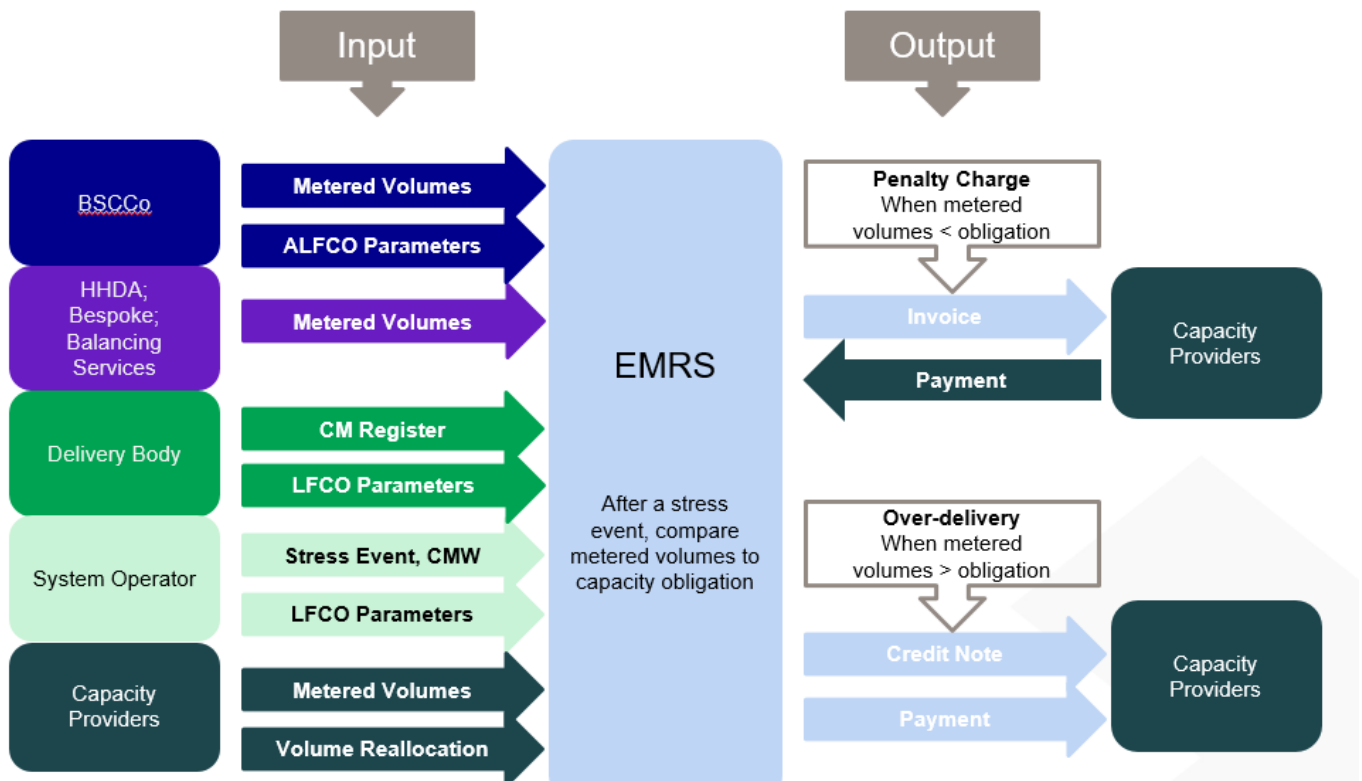 Input
Output
BSCCo
Metered Volumes
ALFCO Parameters
HHDA;
Bespoke;
Balancing
Services
Metered Volumes
Delivery Body
CM Register
LFCO Parameters
System Operator
Stress Event, CMW
LFCO Parameters
Capacity
Providers
Metered Volumes
Volume Reallocation
EMRS
After a stress
event, compare
metered volumes to
capacity obligation
Penalty Charge
When metered
volumes < obligation
Invoice
Payment
Capacity
Providers
Over-delivery
When metered
volumes > obligation
Credit Note
Payment
Capacity
Providers